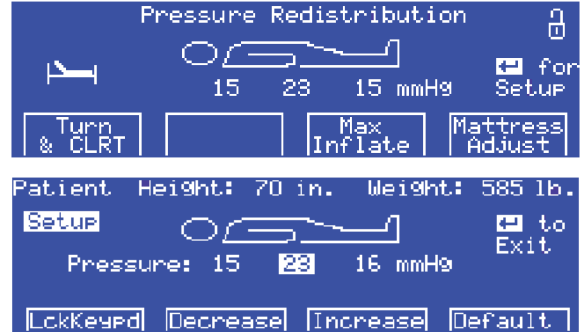 Pressure Redistribution
↵ for
15 23 15 mmHg Setup
Turn Max Mattress
& CLRT Inflate Adjust
Patient Height: 70 in. Weight: 585 lb.
Setup ↵ to
Exit
Pressure: 15 23 16 mmHg
LckKeypd Decrease Increase Default